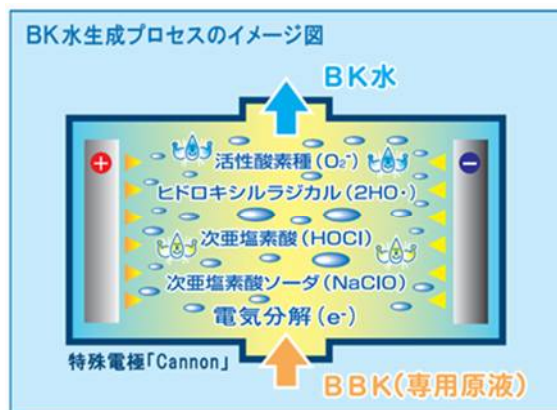 BK水生成プロセスのイメージ図
BK水
+
−
活性酸素種(O₂⁻)
ヒドロキシルラジカル(2HO・)
次亜塩素酸(HOCl)
次亜塩素酸ソーダ(NaClO)
電気分解(e⁻)
特殊電極「Cannon」
BBK(専用原液)